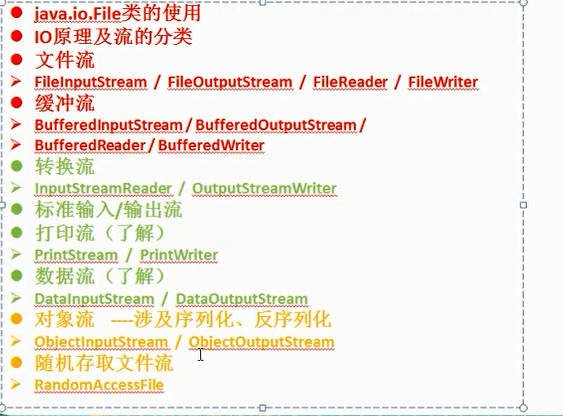 java.io.File类的使用
IO原理及流的分类
文件流
FileInputStream / FileOutputStream / FileReader / FileWriter
缓冲流
BufferedInputStream / BufferedOutputStream /
BufferedReader / BufferedWriter
转换流
InputStreamReader / OutputStreamWriter
标准输入/输出流
打印流（了解）
PrintStream / PrintWriter
数据流（了解）
DataInputStream / DataOutputStream
对象流 ----涉及序列化、反序列化
ObjectInputStream / ObjectOutputStream
随机存取文件流
RandomAccessFile